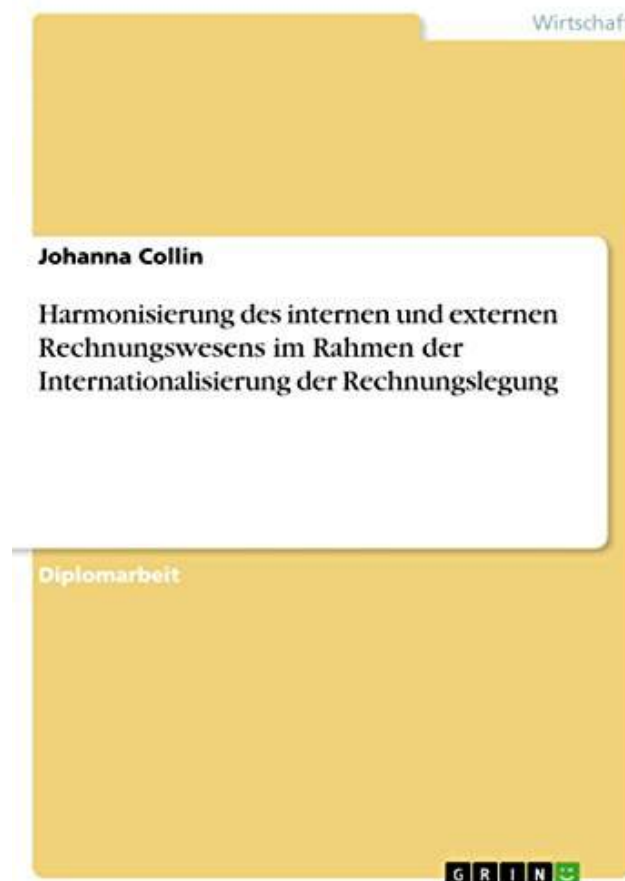 Wirtschaf
Johanna Collin
Harmonisierung des internen und externen
Rechnungswesens im Rahmen der
Internationalisierung der Rechnungslegung
Diplomarbeit
GRIN